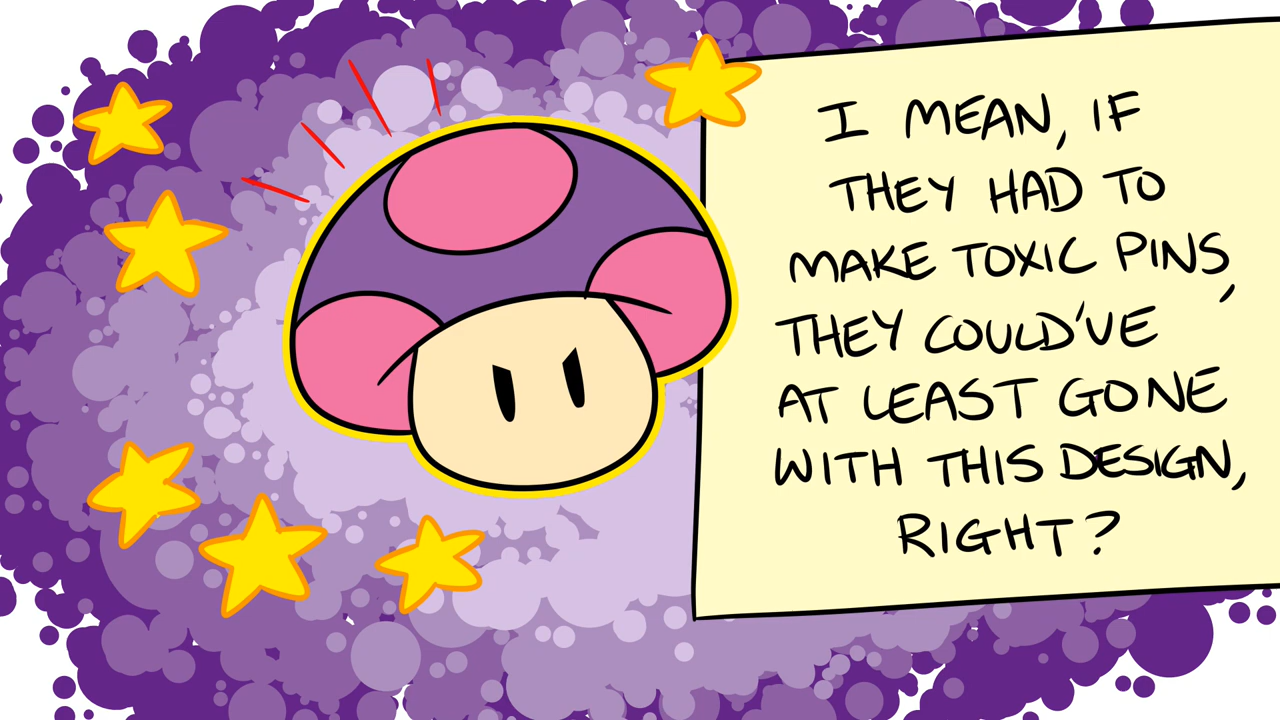 I MEAN, IF
THEY HAD TO
MAKE TOXIC PINS,
THEY COULD'VE
AT LEAST GONE
WITH THIS DESIGN,
RIGHT?